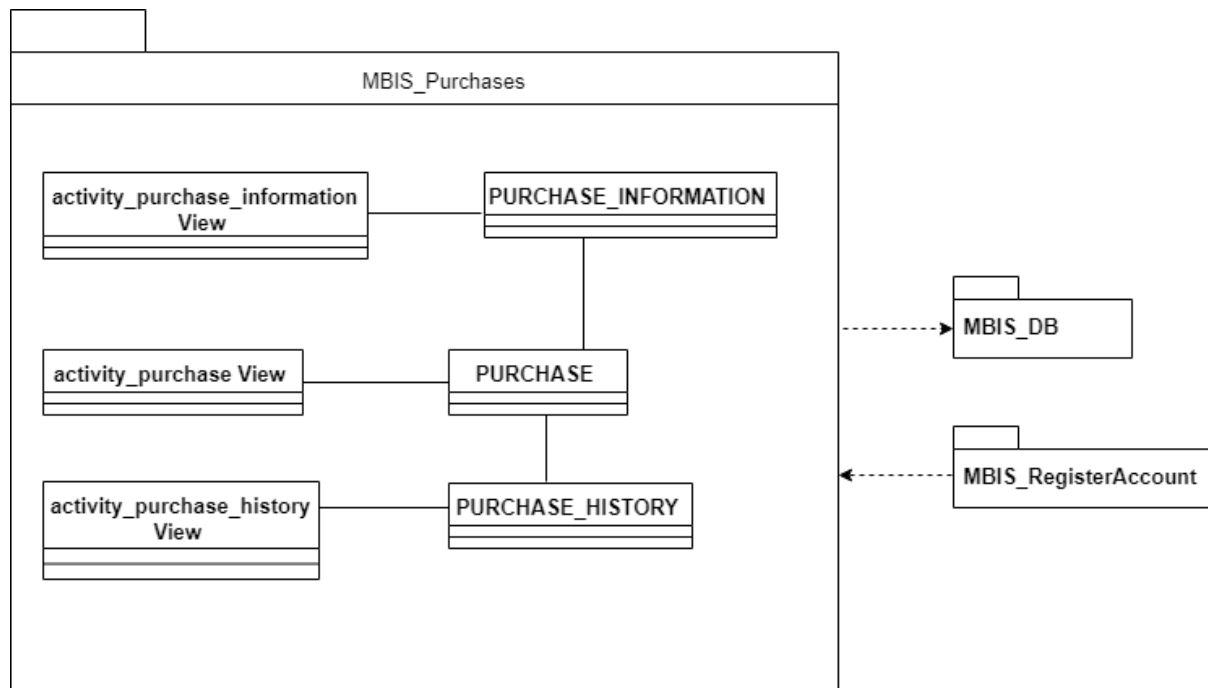 MBIS_Purchases
activity_purchase_information
View
PURCHASE_INFORMATION
activity_purchase View
PURCHASE
activity_purchase_history
View
PURCHASE_HISTORY
MBIS_DB
MBIS_RegisterAccount